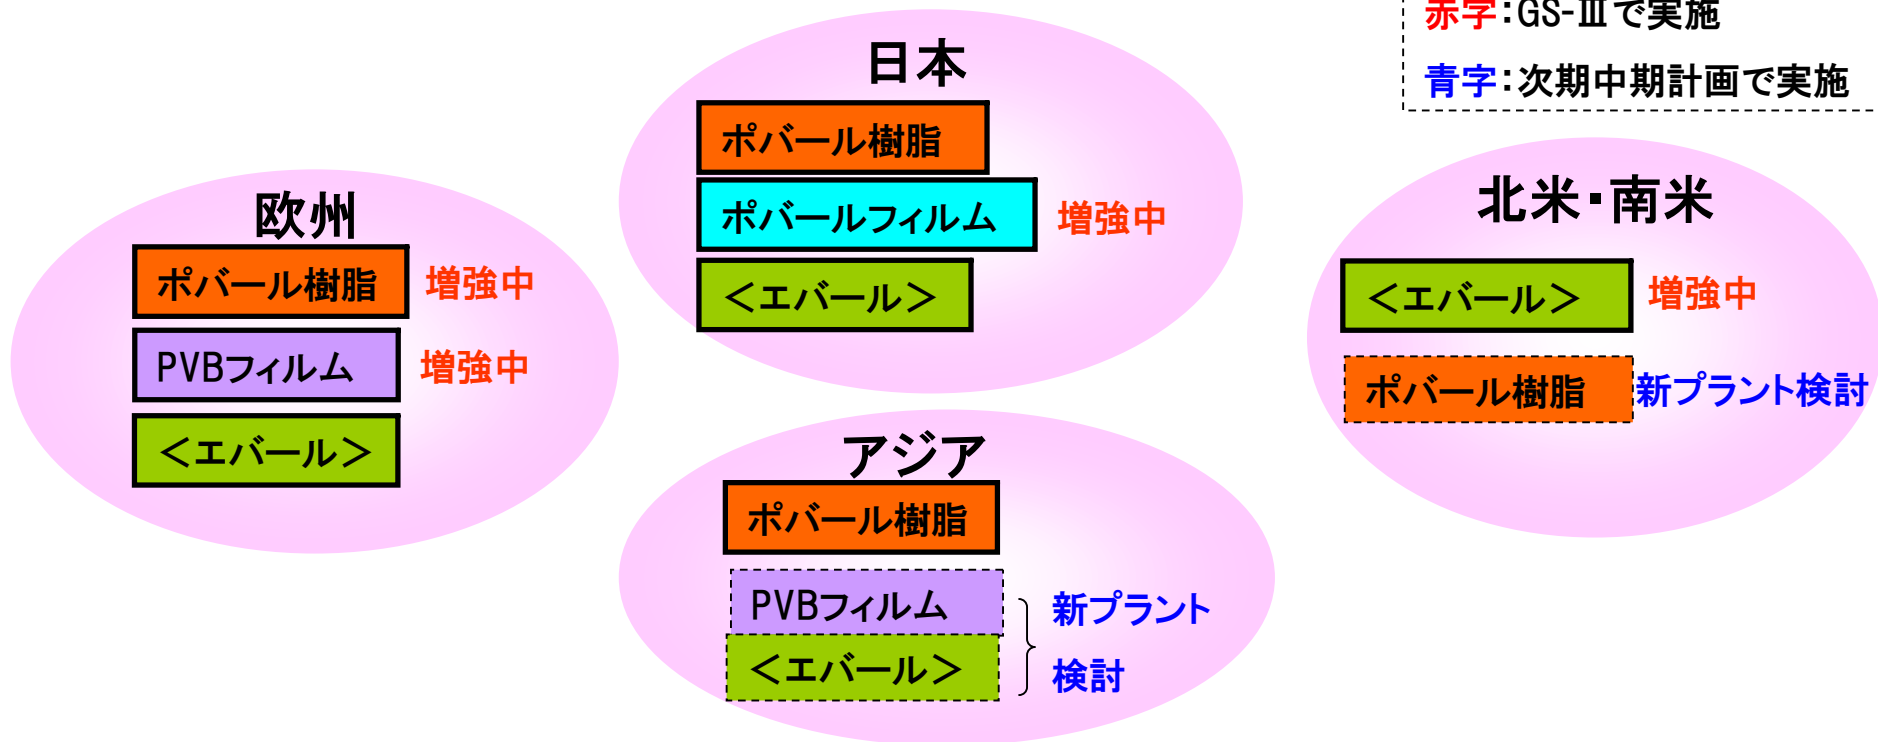 赤字：GS-Ⅲで実施
青字：次期中期計画で実施
日本
ポバール樹脂
ポバールフィルム 増強中
＜エバール＞
欧州
ポバール樹脂 増強中
PVBフィルム 増強中
＜エバール＞
北米・南米
＜エバール＞ 増強中
ポバール樹脂 新プラント検討
アジア
ポバール樹脂
PVBフィルム 新プラント
＜エバール＞ 検討